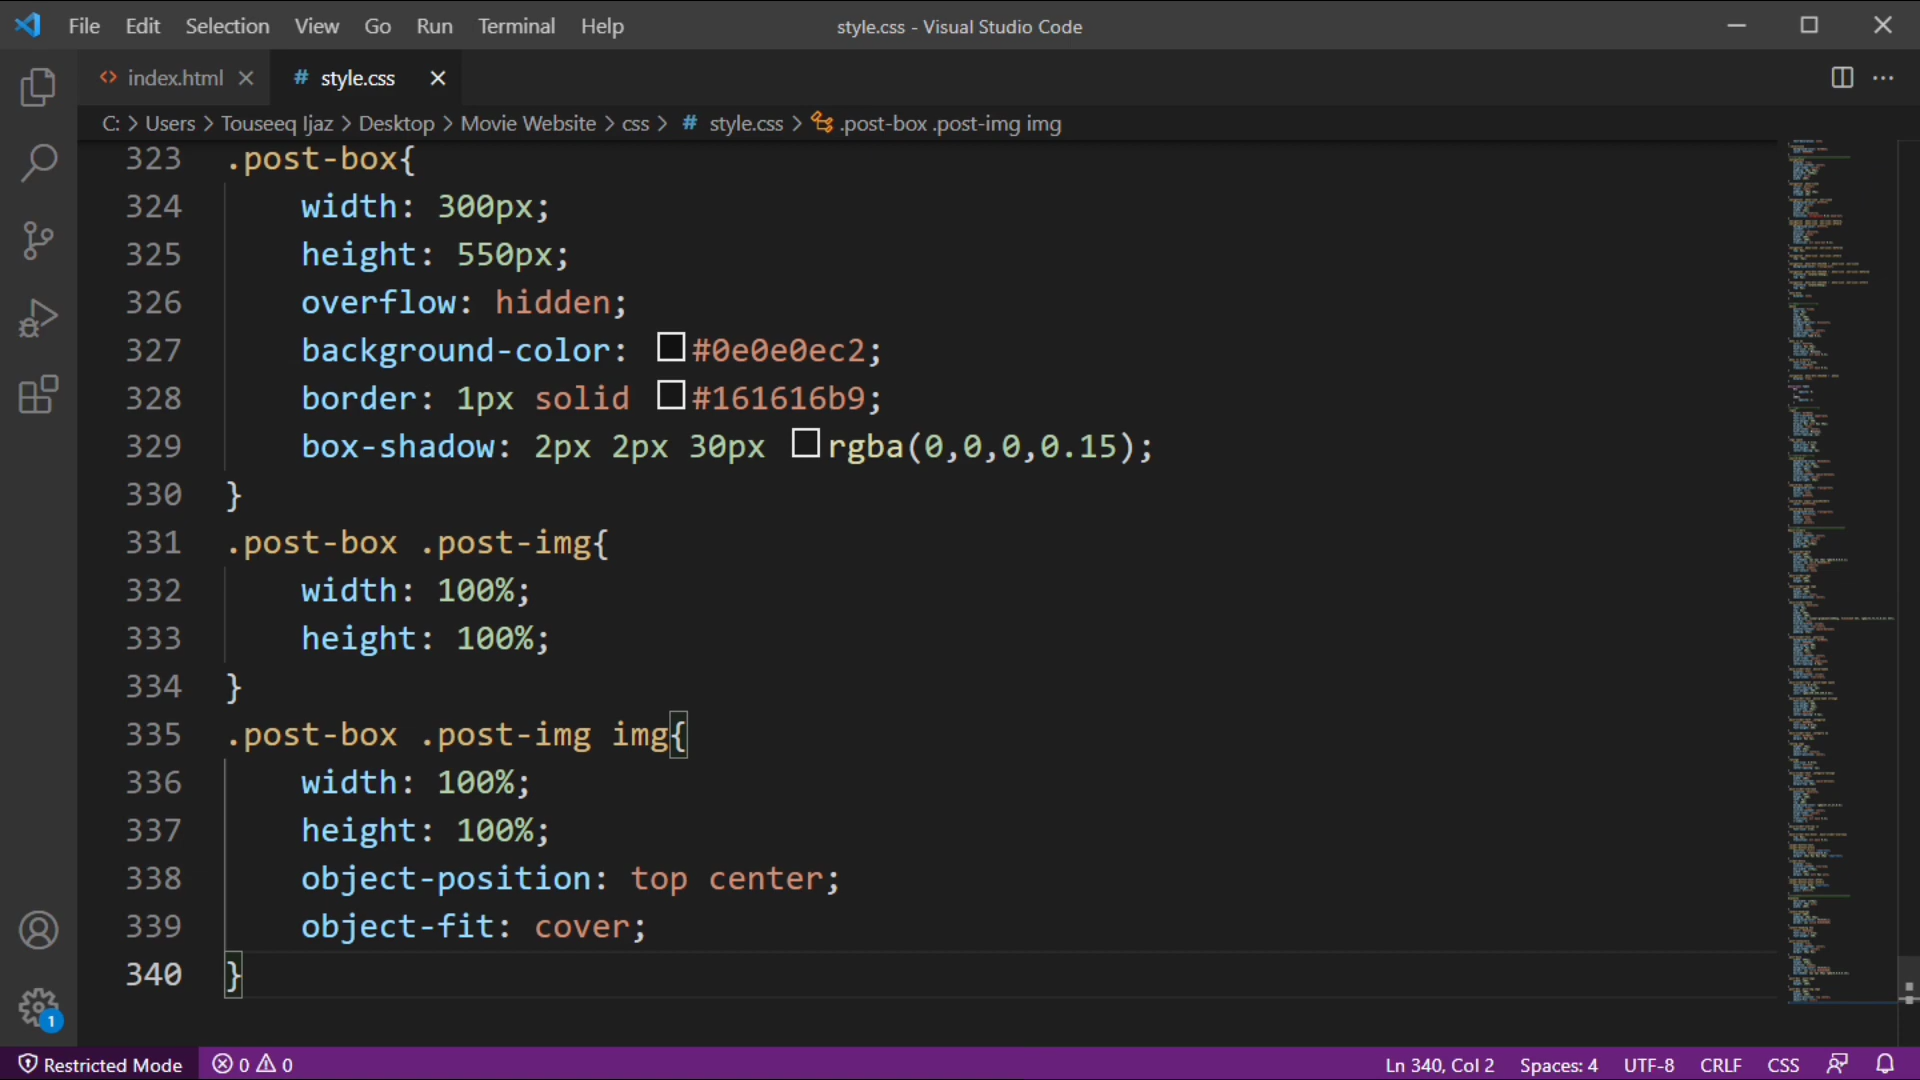 File Edit Selection View Go Run Terminal Help style.css - Visual Studio Code
index.html style.css
C: > Users > Touseeq Ijaz > Desktop > Movie Website > css > # style.css > .post-box .post-img img
323 .post-box{
324     width: 300px;
325     height: 550px;
326     overflow: hidden;
327     background-color: #0e0e0ec2;
328     border: 1px solid #161616b9;
329     box-shadow: 2px 2px 30px rgba(0,0,0,0.15);
330 }
331 .post-box .post-img{
332     width: 100%;
333     height: 100%;
334 }
335 .post-box .post-img img{
336     width: 100%;
337     height: 100%;
338     object-position: top center;
339     object-fit: cover;
340 }
1
Restricted Mode 0 0 Ln 340, Col 2 Spaces: 4 UTF-8 CRLF CSS